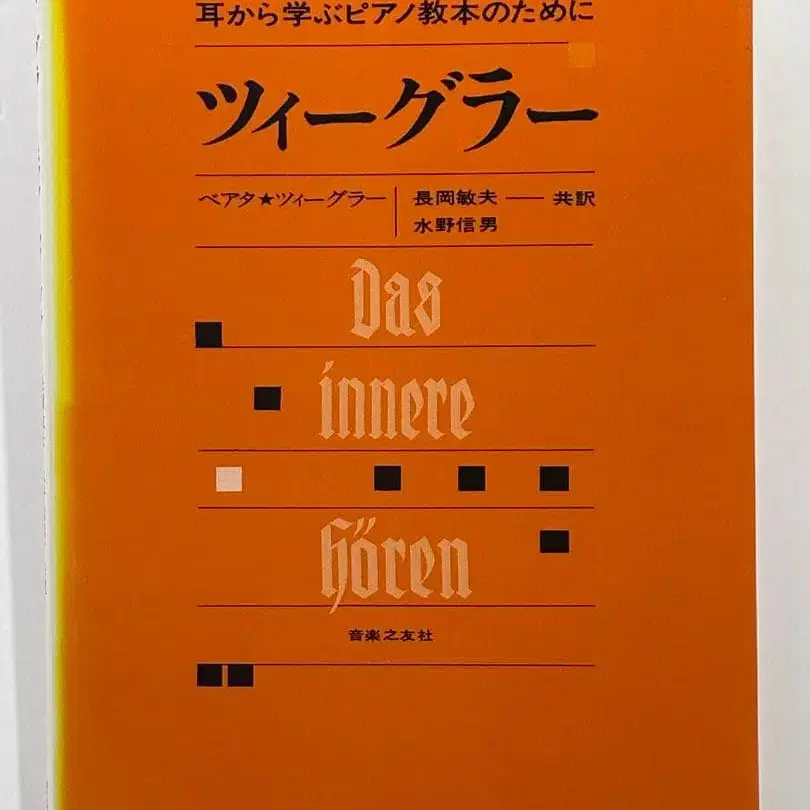 耳から学ぶピアノ教本のために
ツィーグラー
ベアタ★ツィーグラー
長岡敏夫――共訳
水野信男
Das
innere
hören
音楽之友社